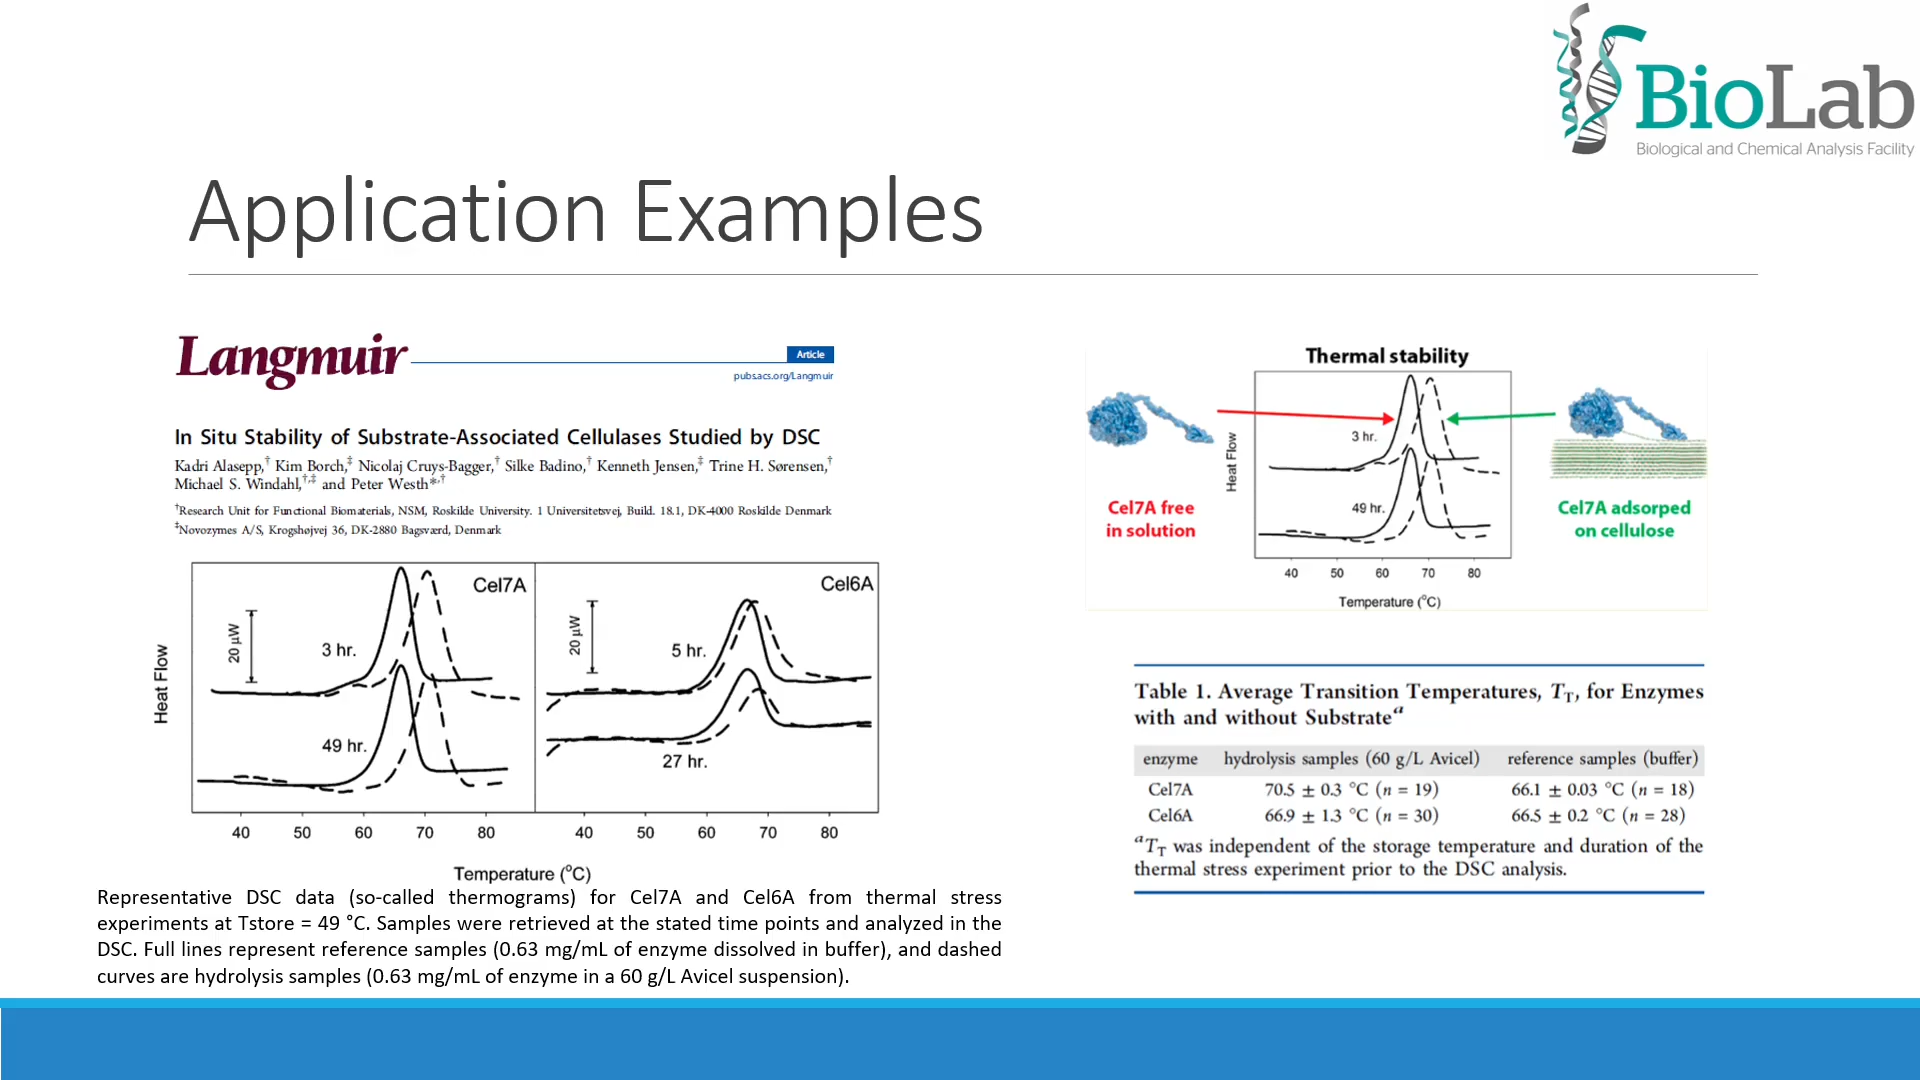 BioLab
Biological and Chemical Analysis Facility
Application Examples
Langmuir
Article
pubs.acs.org/Langmuir
In Situ Stability of Substrate-Associated Cellulases Studied by DSC
Kadri Alasepp,† Kim Borch,‡ Nicolaj Cruys-Bagger,† Silke Badino,† Kenneth Jensen,‡ Trine H. Sørensen,†
Michael S. Windahl,†,‡ and Peter Westh*,†
†Research Unit for Functional Biomaterials, NSM, Roskilde University. 1 Universitetsvej, Build. 18.1, DK-4000 Roskilde Denmark
‡Novozymes A/S, Krogshøjvej 36, DK-2880 Bagsværd, Denmark
Cel7A
20 µW
3 hr.
49 hr.
Cel6A
20 µW
5 hr.
27 hr.
Heat Flow
40 50 60 70 80 40 50 60 70 80
Temperature (°C)
Representative DSC data (so-called thermograms) for Cel7A and Cel6A from thermal stress
experiments at Tstore = 49 °C. Samples were retrieved at the stated time points and analyzed in the
DSC. Full lines represent reference samples (0.63 mg/mL of enzyme dissolved in buffer), and dashed
curves are hydrolysis samples (0.63 mg/mL of enzyme in a 60 g/L Avicel suspension).
Thermal stability
3 hr.
49 hr.
Heat Flow
Cel7A free
in solution
Cel7A adsorped
on cellulose
40 50 60 70 80
Temperature (°C)
Table 1. Average Transition Temperatures, TT, for Enzymes
with and without Substrateᵃ
enzyme hydrolysis samples (60 g/L Avicel) reference samples (buffer)
Cel7A 70.5 ± 0.3 °C (n = 19) 66.1 ± 0.03 °C (n = 18)
Cel6A 66.9 ± 1.3 °C (n = 30) 66.5 ± 0.2 °C (n = 28)
ᵃTT was independent of the storage temperature and duration of the
thermal stress experiment prior to the DSC analysis.